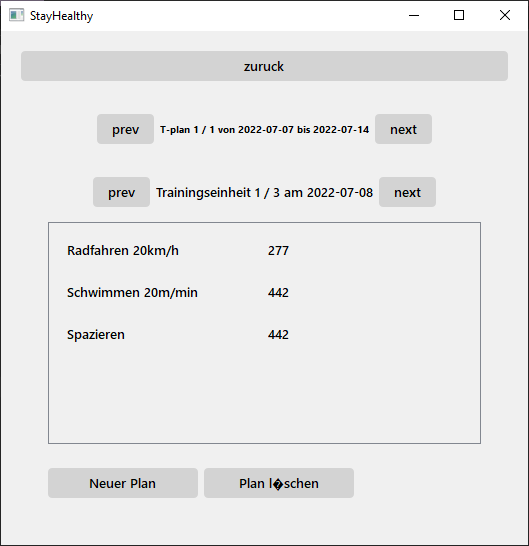 StayHealthy
zuruck
prev T-plan 1 / 1 von 2022-07-07 bis 2022-07-14 next
prev Trainingseinheit 1 / 3 am 2022-07-08 next
Radfahren 20km/h 277
Schwimmen 20m/min 442
Spazieren 442
Neuer Plan Plan l�schen